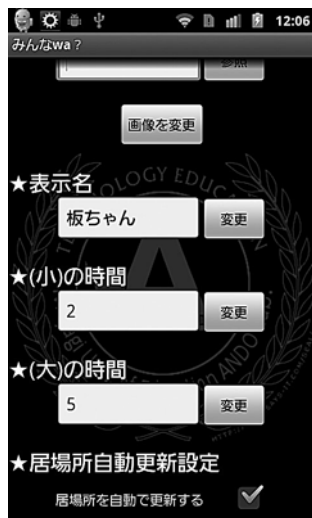 12:06
みんなwa？
参照
画像を変更
★表示名
板ちゃん 変更
★(小)の時間
2 変更
★(大)の時間
5 変更
★居場所自動更新設定
居場所を自動で更新する